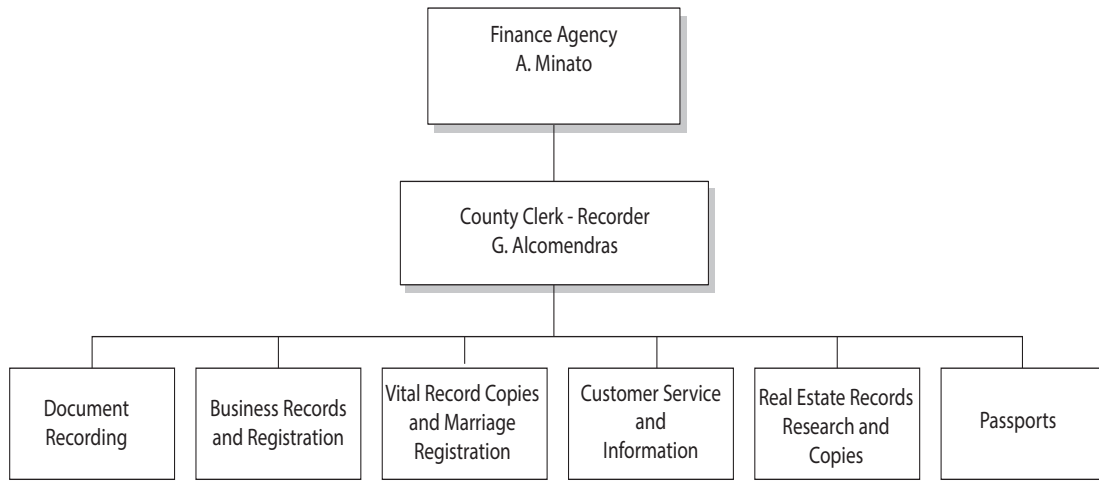 Finance Agency
A. Minato
County Clerk - Recorder
G. Alcomendras
Document
Recording
Business Records
and Registration
Vital Record Copies
and Marriage
Registration
Customer Service
and
Information
Real Estate Records
Research and
Copies
Passports